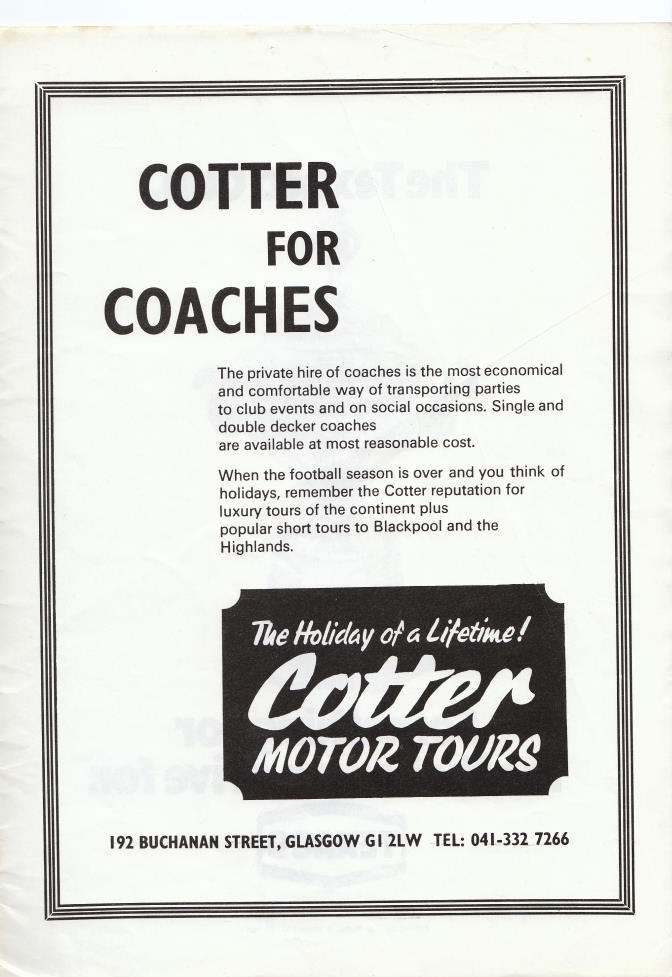 COTTER
FOR
COACHES
The private hire of coaches is the most economical
and comfortable way of transporting parties
to club events and on social occasions. Single and
double decker coaches
are available at most reasonable cost.
When the football season is over and you think of
holidays, remember the Cotter reputation for
luxury tours of the continent plus
popular short tours to Blackpool and the
Highlands.
The Holiday of a Lifetime!
Cotter
MOTOR TOURS
192 BUCHANAN STREET, GLASGOW G1 2LW TEL: 041-332 7266